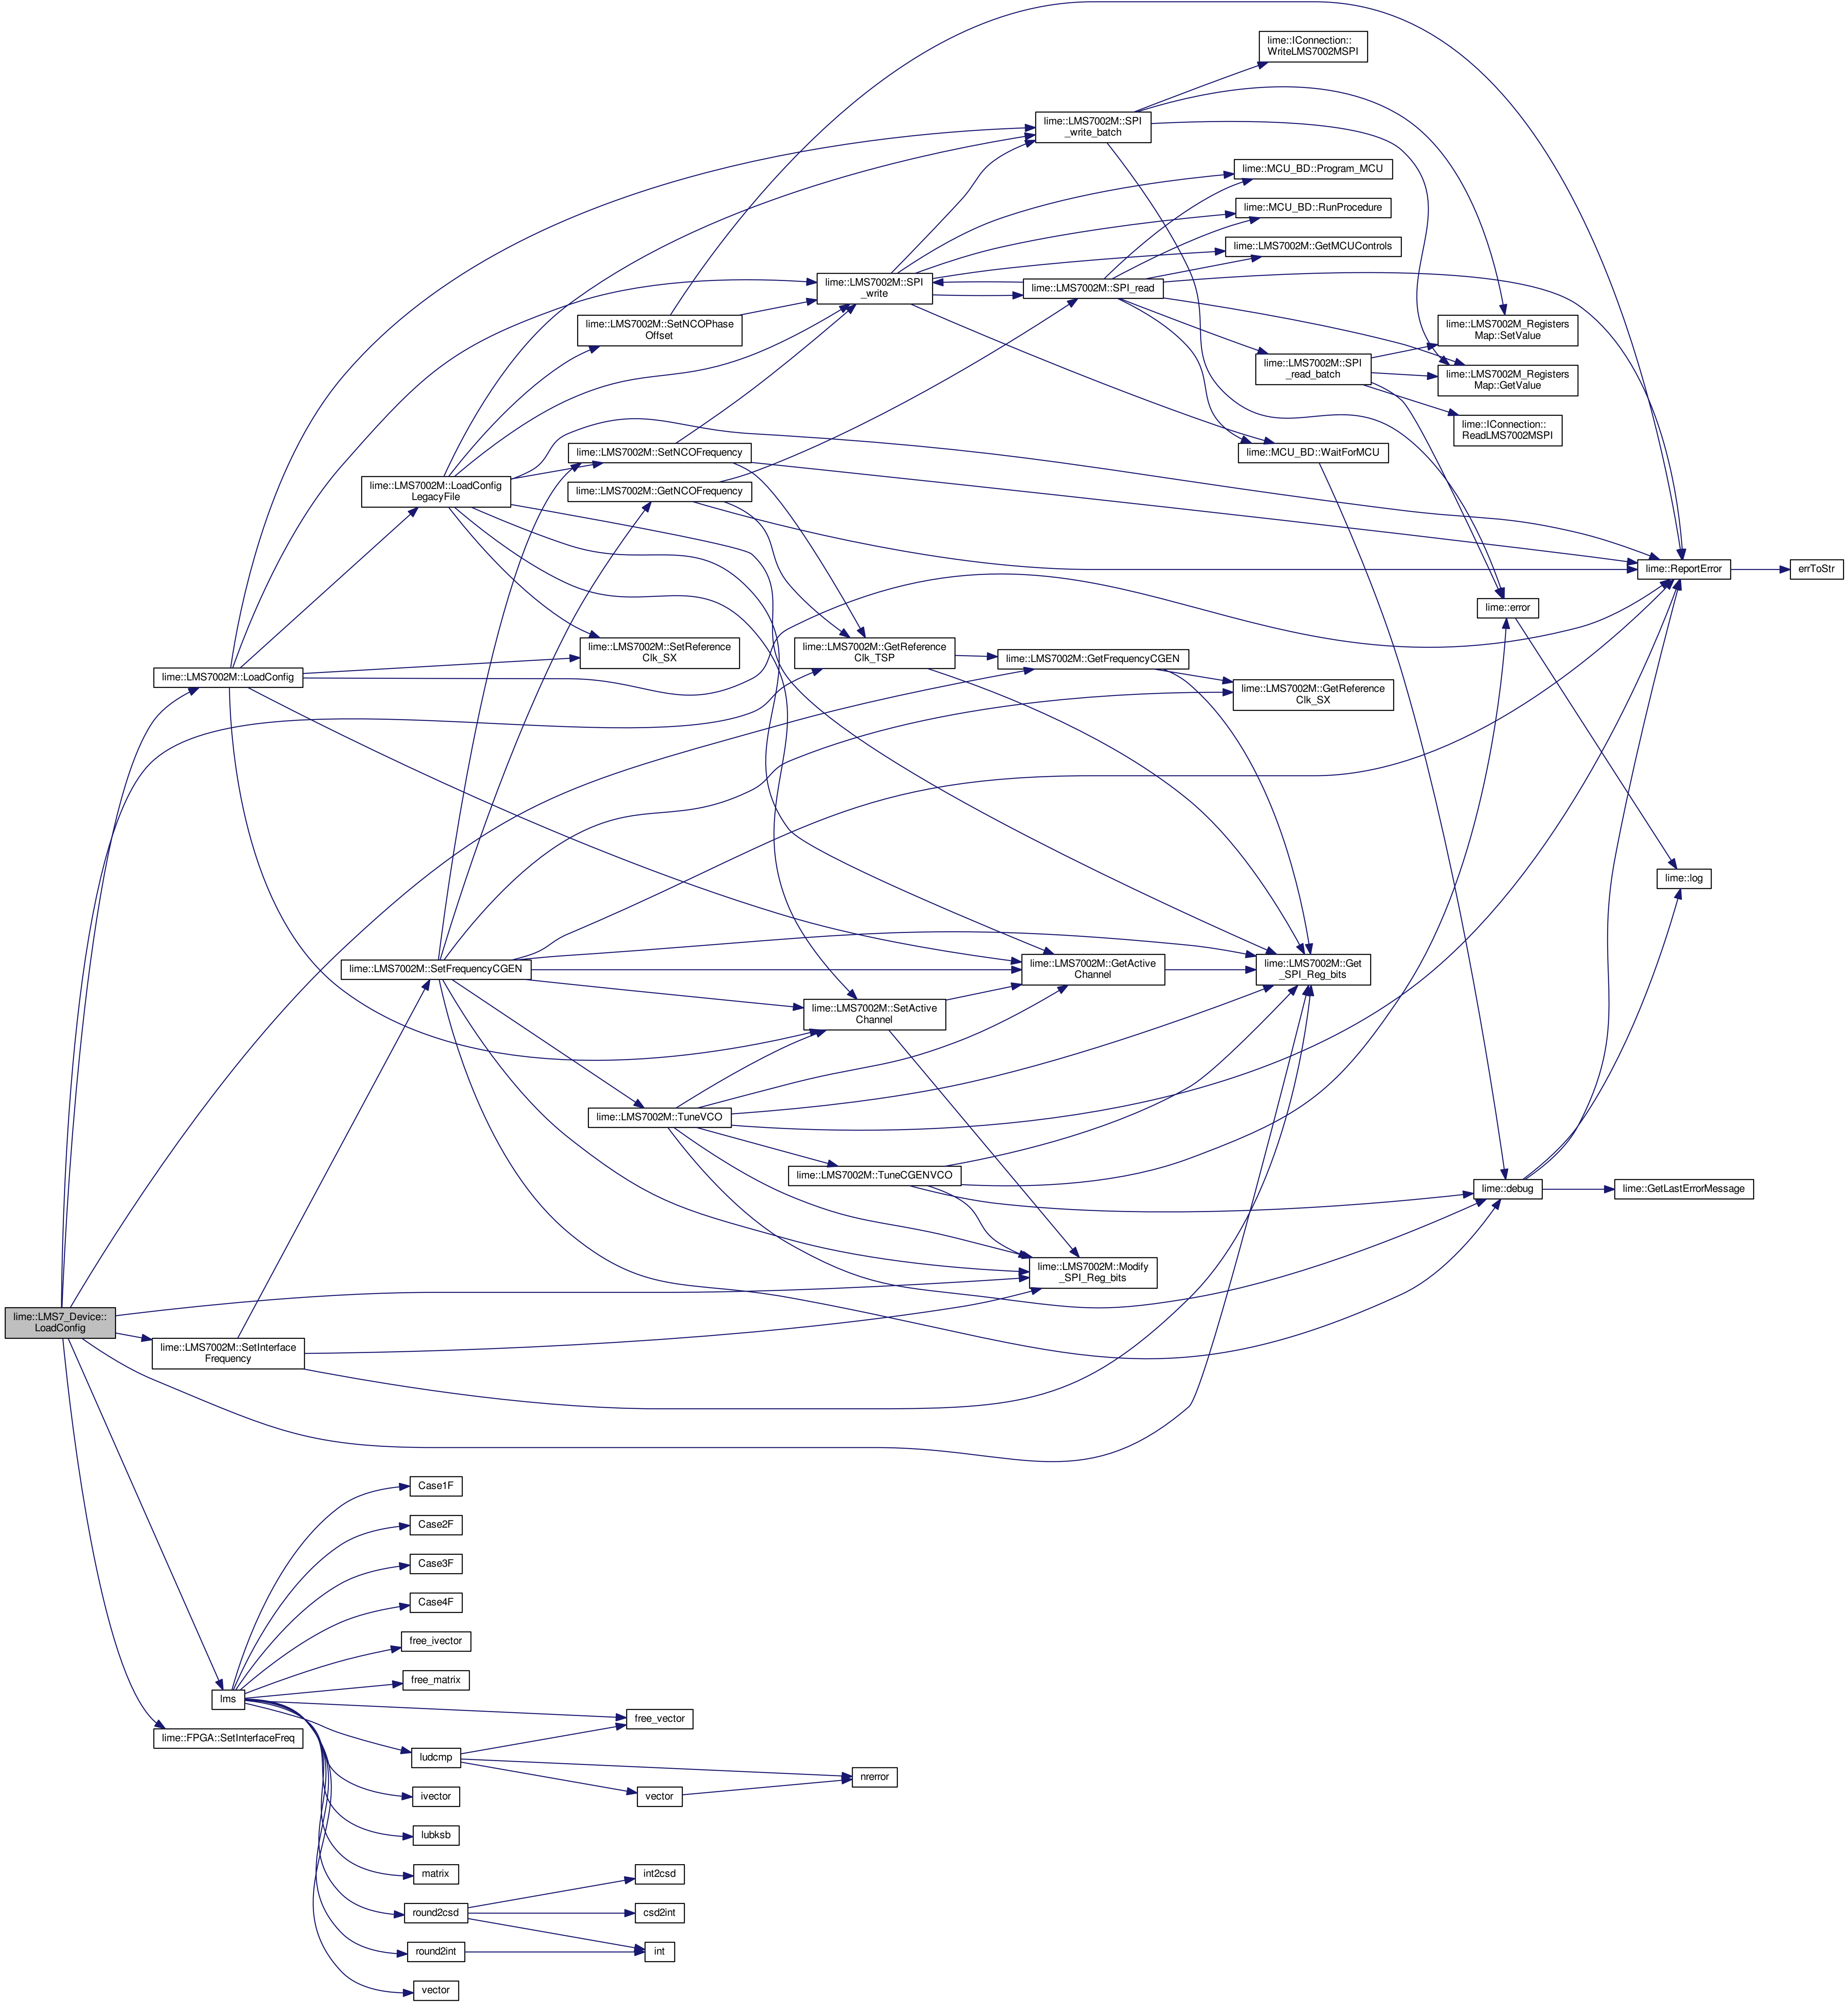 lime::IConnection::
WriteLMS7002MSPI
lime::LMS7002M::SPI
_write_batch
lime::MCU_BD::Program_MCU
lime::MCU_BD::RunProcedure
lime::LMS7002M::GetMCUControls
lime::LMS7002M::SPI
_write
lime::LMS7002M::SPI_read
lime::LMS7002M::SetNCOPhase
Offset
lime::LMS7002M_Registers
Map::SetValue
lime::LMS7002M::SPI
_read_batch
lime::LMS7002M_Registers
Map::GetValue
lime::IConnection::
ReadLMS7002MSPI
lime::LMS7002M::SetNCOFrequency
lime::MCU_BD::WaitForMCU
lime::LMS7002M::LoadConfig
LegacyFile
lime::LMS7002M::GetNCOFrequency
lime::ReportError
errToStr
lime::error
lime::LMS7002M::SetReference
Clk_SX
lime::LMS7002M::GetReference
Clk_TSP
lime::LMS7002M::GetFrequencyCGEN
lime::LMS7002M::LoadConfig
lime::LMS7002M::GetReference
Clk_SX
lime::log
lime::LMS7002M::SetFrequencyCGEN
lime::LMS7002M::GetActive
Channel
lime::LMS7002M::Get
_SPI_Reg_bits
lime::LMS7002M::SetActive
Channel
lime::LMS7002M::TuneVCO
lime::LMS7002M::TuneCGENVCO
lime::debug
lime::GetLastErrorMessage
lime::LMS7002M::Modify
_SPI_Reg_bits
lime::LMS7_Device::
LoadConfig
lime::LMS7002M::SetInterface
Frequency
Case1F
Case2F
Case3F
Case4F
free_ivector
free_matrix
lms
free_vector
lime::FPGA::SetInterfaceFreq
ludcmp
nrerror
ivector
vector
lubksb
matrix
int2csd
round2csd
csd2int
round2int
int
vector